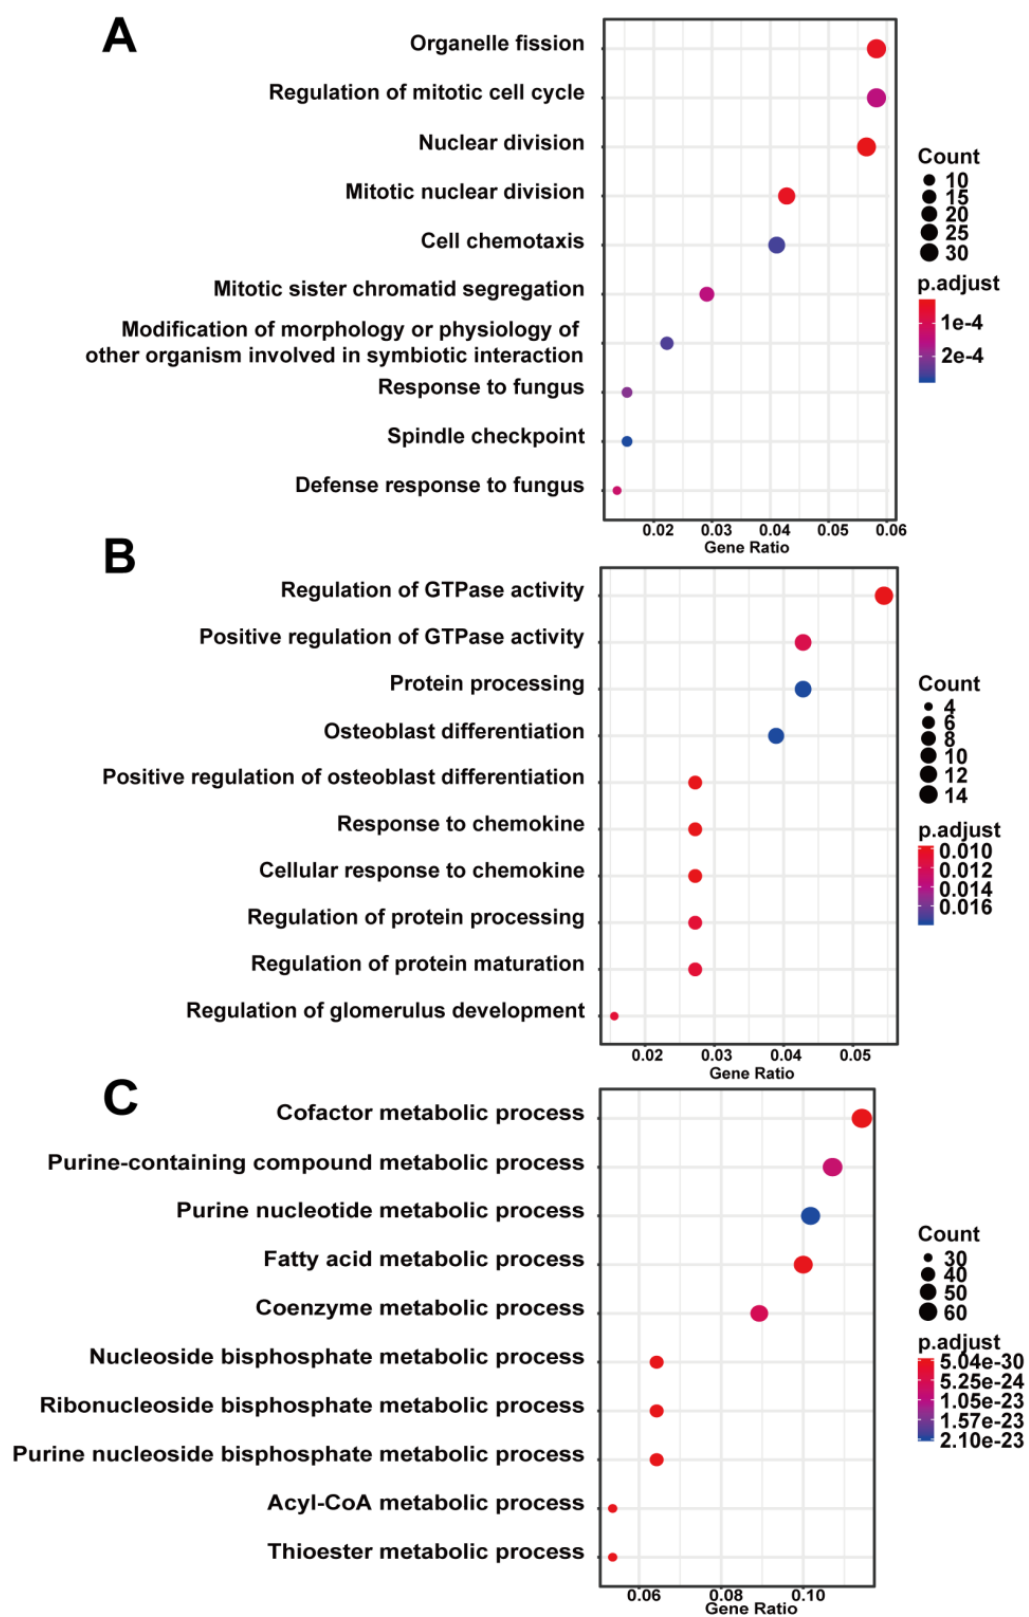 A
Organelle fission
Regulation of mitotic cell cycle
Nuclear division
Mitotic nuclear division
Cell chemotaxis
Mitotic sister chromatid segregation
Modification of morphology or physiology of
other organism involved in symbiotic interaction
Response to fungus
Spindle checkpoint
Defense response to fungus
0.02 0.03 0.04 0.05 0.06
Gene Ratio
Count
10
15
20
25
30
p.adjust
1e-4
2e-4
B
Regulation of GTPase activity
Positive regulation of GTPase activity
Protein processing
Osteoblast differentiation
Positive regulation of osteoblast differentiation
Response to chemokine
Cellular response to chemokine
Regulation of protein processing
Regulation of protein maturation
Regulation of glomerulus development
0.02 0.03 0.04 0.05
Gene Ratio
Count
4
6
8
10
12
14
p.adjust
0.010
0.012
0.014
0.016
C
Cofactor metabolic process
Purine-containing compound metabolic process
Purine nucleotide metabolic process
Fatty acid metabolic process
Coenzyme metabolic process
Nucleoside bisphosphate metabolic process
Ribonucleoside bisphosphate metabolic process
Purine nucleoside bisphosphate metabolic process
Acyl-CoA metabolic process
Thioester metabolic process
0.06 0.08 0.10
Gene Ratio
Count
30
40
50
60
p.adjust
5.04e-30
5.25e-24
1.05e-23
1.57e-23
2.10e-23